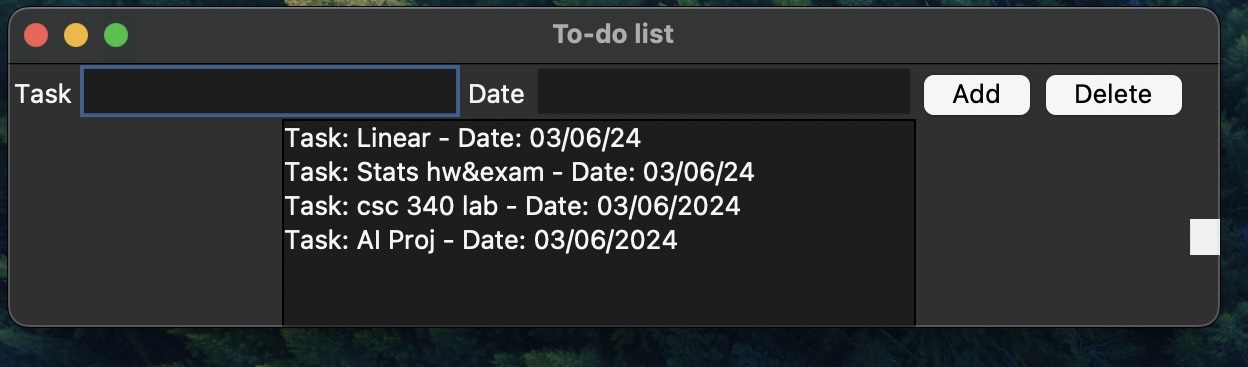 To-do list
Task Date Add Delete
Task: Linear - Date: 03/06/24
Task: Stats hw&exam - Date: 03/06/24
Task: csc 340 lab - Date: 03/06/2024
Task: AI Proj - Date: 03/06/2024